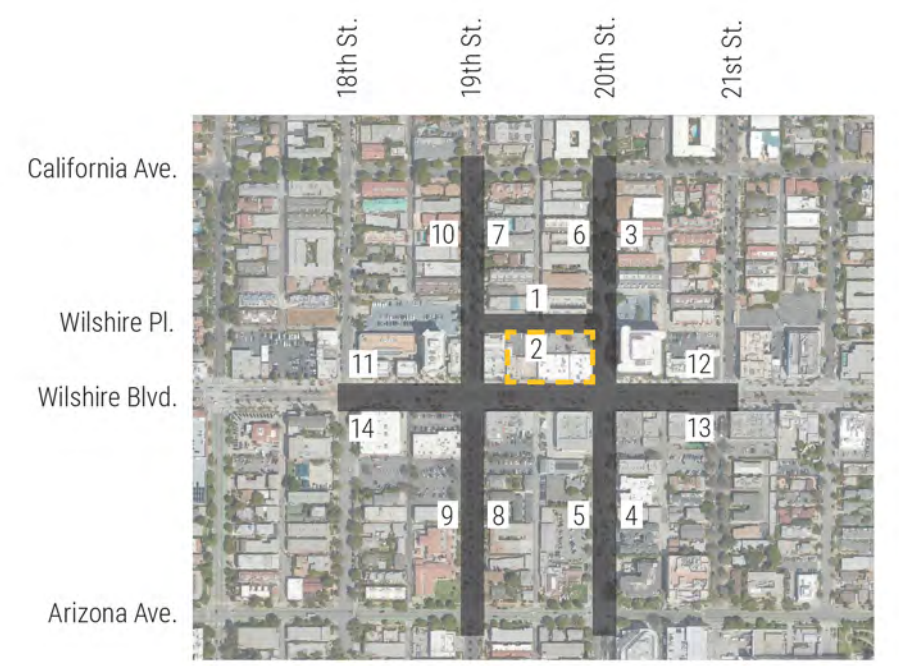 18th St.
19th St.
20th St.
21st St.
California Ave.
10
7
6
3
1
Wilshire Pl.
2
11
12
Wilshire Blvd.
14
13
9
8
5
4
Arizona Ave.